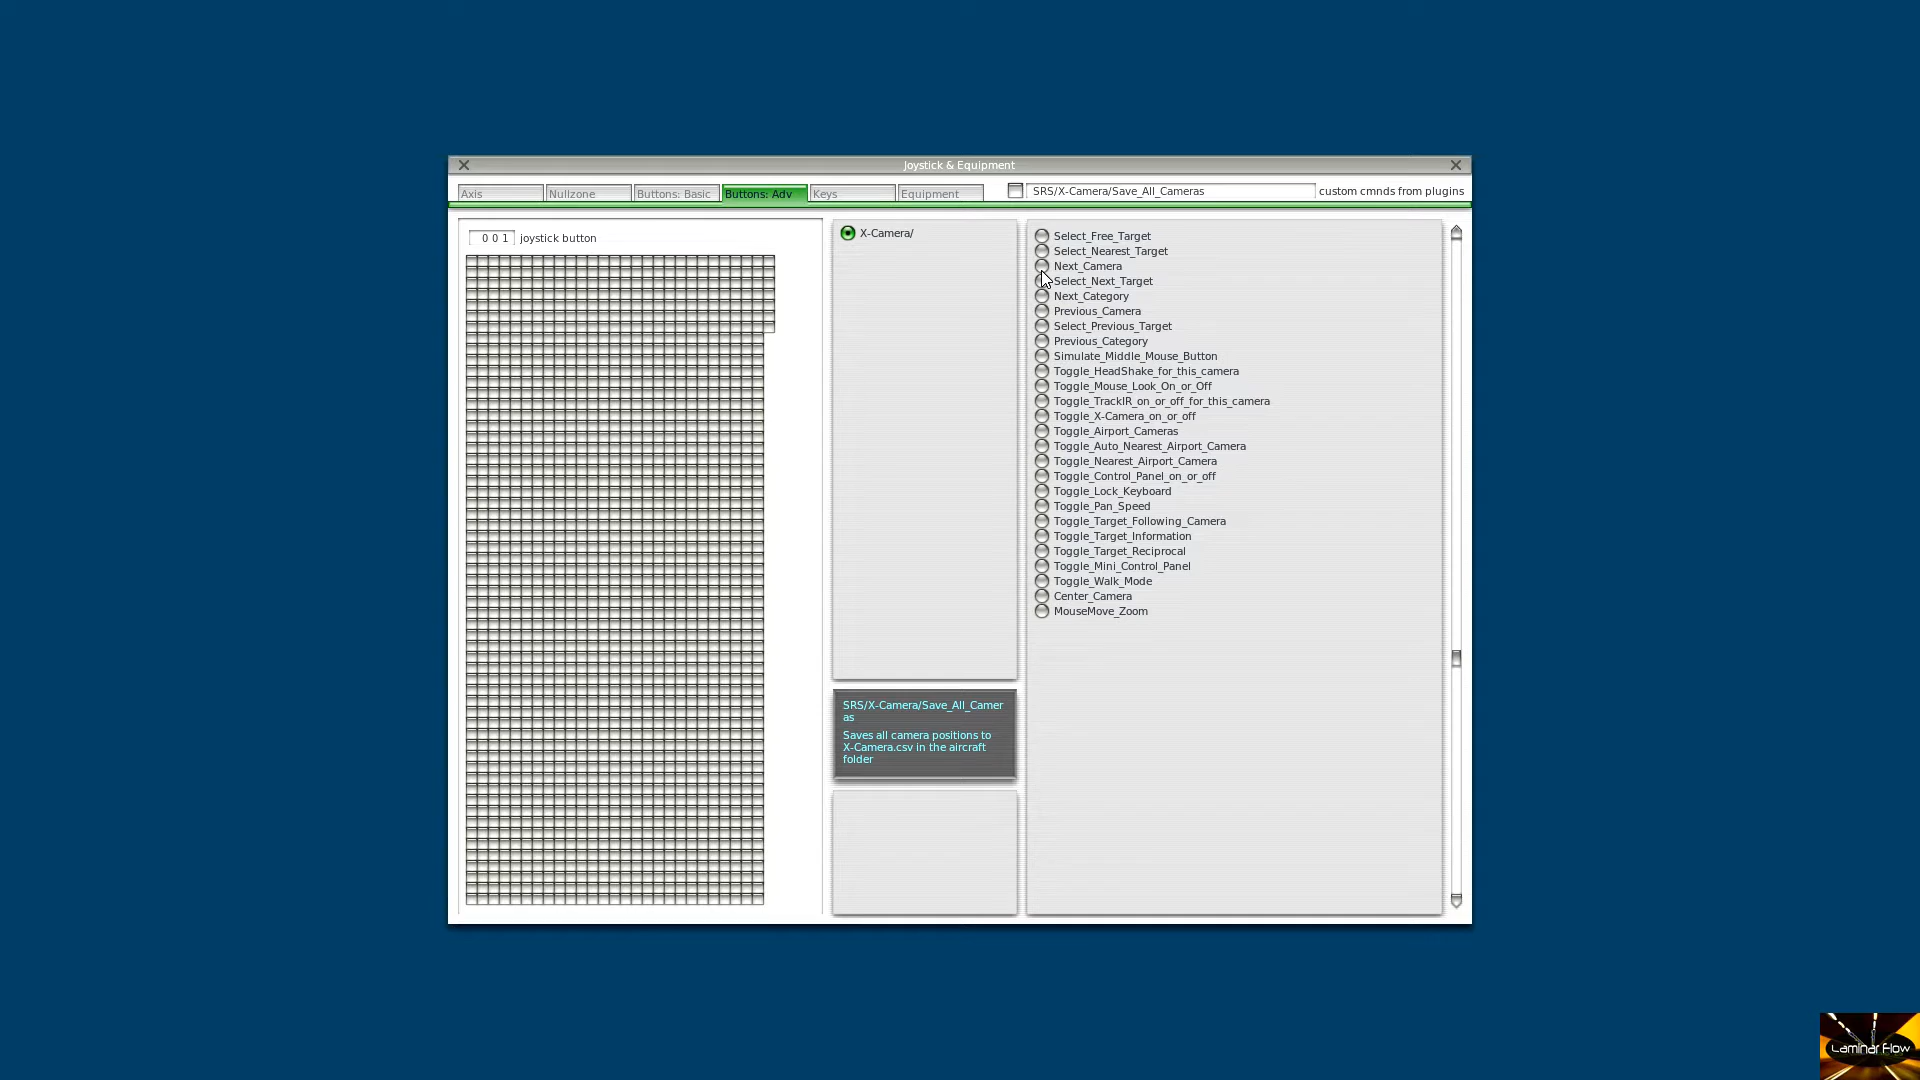 Joystick & Equipment
Axis
Nullzone
Buttons: Basic
Buttons: Adv
Keys
Equipment
SRS/X-Camera/Save_All_Cameras
custom cmnds from plugins
0 0 1 joystick button
X-Camera/
SRS/X-Camera/Save_All_Camer
as
Saves all camera positions to
X-Camera.csv in the aircraft
folder
Select_Free_Target
Select_Nearest_Target
Next_Camera
Select_Next_Target
Next_Category
Previous_Camera
Select_Previous_Target
Previous_Category
Simulate_Middle_Mouse_Button
Toggle_HeadShake_for_this_camera
Toggle_Mouse_Look_On_or_Off
Toggle_TrackIR_on_or_off_for_this_camera
Toggle_X-Camera_on_or_off
Toggle_Airport_Cameras
Toggle_Auto_Nearest_Airport_Camera
Toggle_Nearest_Airport_Camera
Toggle_Control_Panel_on_or_off
Toggle_Lock_Keyboard
Toggle_Pan_Speed
Toggle_Target_Following_Camera
Toggle_Target_Information
Toggle_Target_Reciprocal
Toggle_Mini_Control_Panel
Toggle_Walk_Mode
Center_Camera
MouseMove_Zoom
Laminar Flow